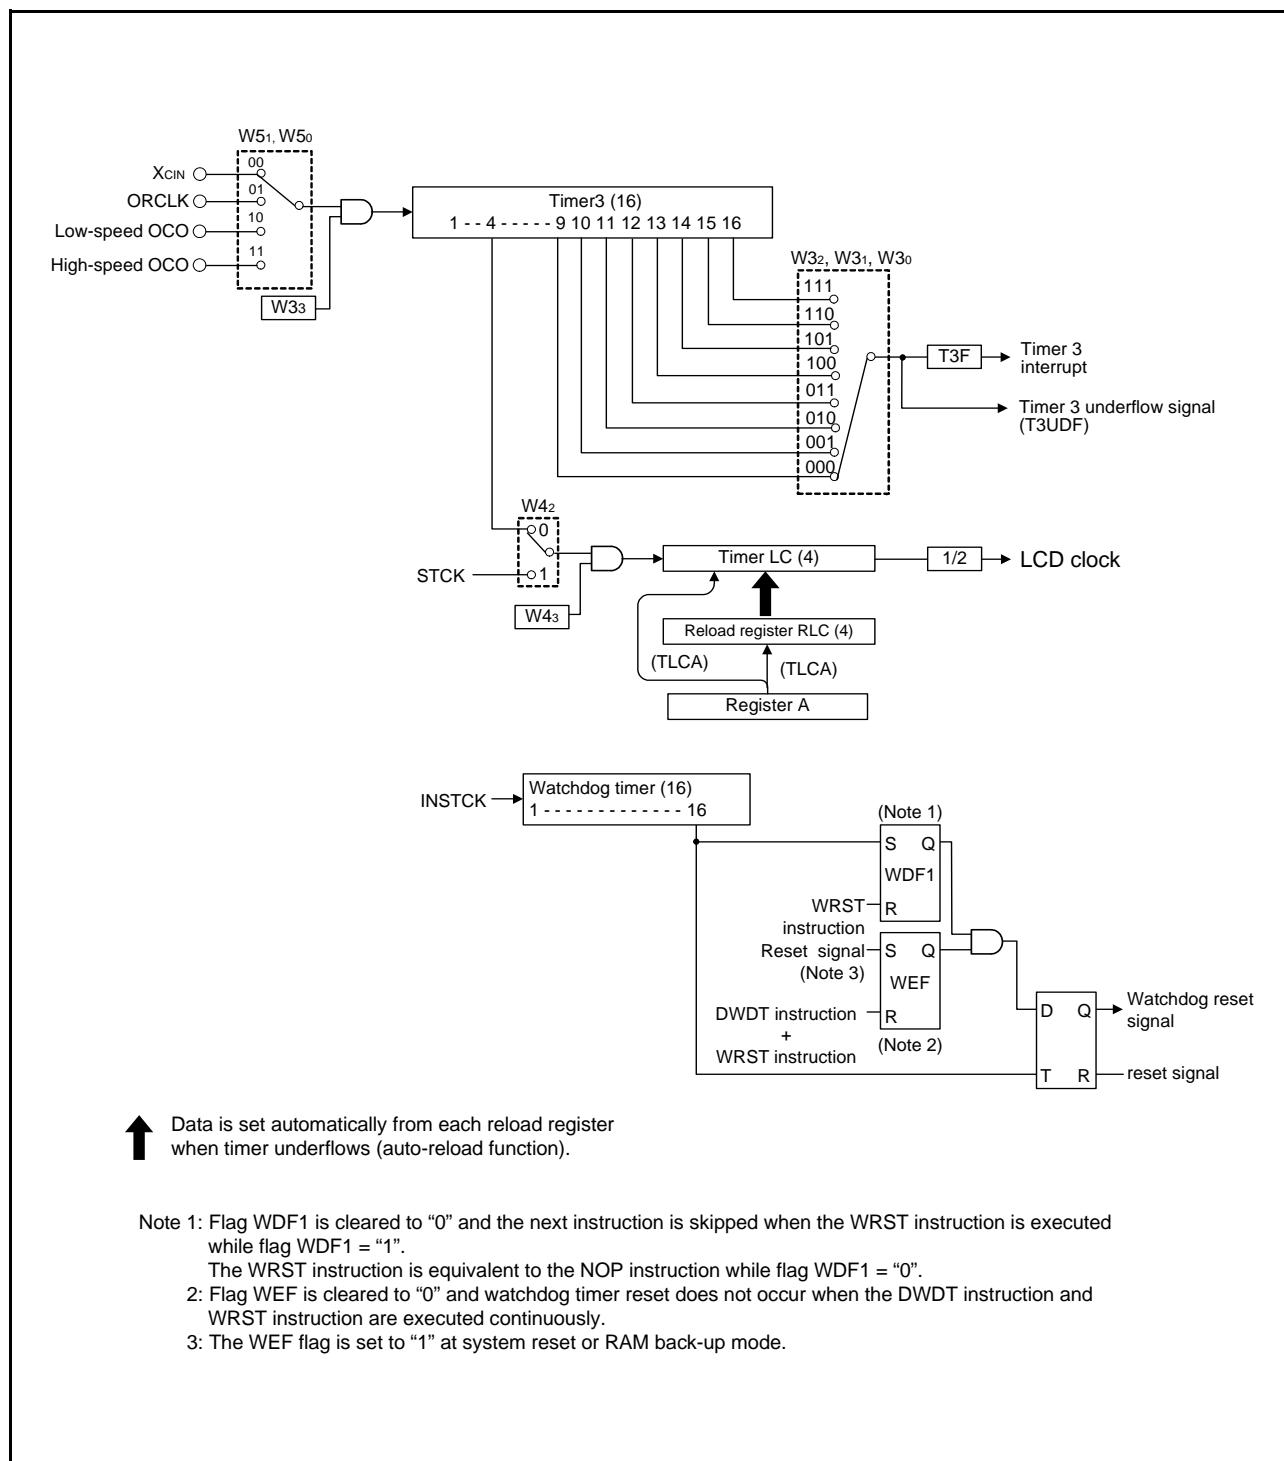 W51, W50
XCIN
00
ORCLK
01
Low-speed OCO
10
High-speed OCO
11
W33
Timer3 (16)
1 - - 4 - - - - - 9 10 11 12 13 14 15 16
W32, W31, W30
111
110
101
100
011
010
001
000
T3F
Timer 3
interrupt
Timer 3 underflow signal
(T3UDF)
W42
0
STCK
1
W43
Timer LC (4)
1/2
LCD clock
Reload register RLC (4)
(TLCA)
(TLCA)
Register A
INSTCK
Watchdog timer (16)
1 - - - - - - - - - - - - - 16
(Note 1)
S Q
WDF1
R
WRST
instruction
Reset signal
(Note 3)
S Q
WEF
R
DWDT instruction
+
WRST instruction
(Note 2)
D Q
T R
Watchdog reset
signal
reset signal
Data is set automatically from each reload register
when timer underflows (auto-reload function).
Note 1: Flag WDF1 is cleared to “0” and the next instruction is skipped when the WRST instruction is executed
while flag WDF1 = “1”.
The WRST instruction is equivalent to the NOP instruction while flag WDF1 = “0”.
2: Flag WEF is cleared to “0” and watchdog timer reset does not occur when the DWDT instruction and
WRST instruction are executed continuously.
3: The WEF flag is set to “1” at system reset or RAM back-up mode.